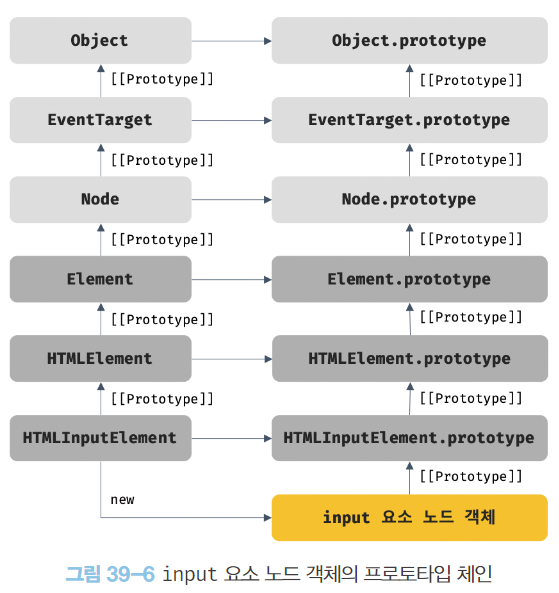 Object
Object.prototype
[[Prototype]]
[[Prototype]]
EventTarget
EventTarget.prototype
[[Prototype]]
[[Prototype]]
Node
Node.prototype
[[Prototype]]
[[Prototype]]
Element
Element.prototype
[[Prototype]]
[[Prototype]]
HTMLElement
HTMLElement.prototype
[[Prototype]]
[[Prototype]]
HTMLInputElement
HTMLInputElement.prototype
[[Prototype]]
new
input 요소 노드 객체
그림 39-6 input 요소 노드 객체의 프로토타입 체인